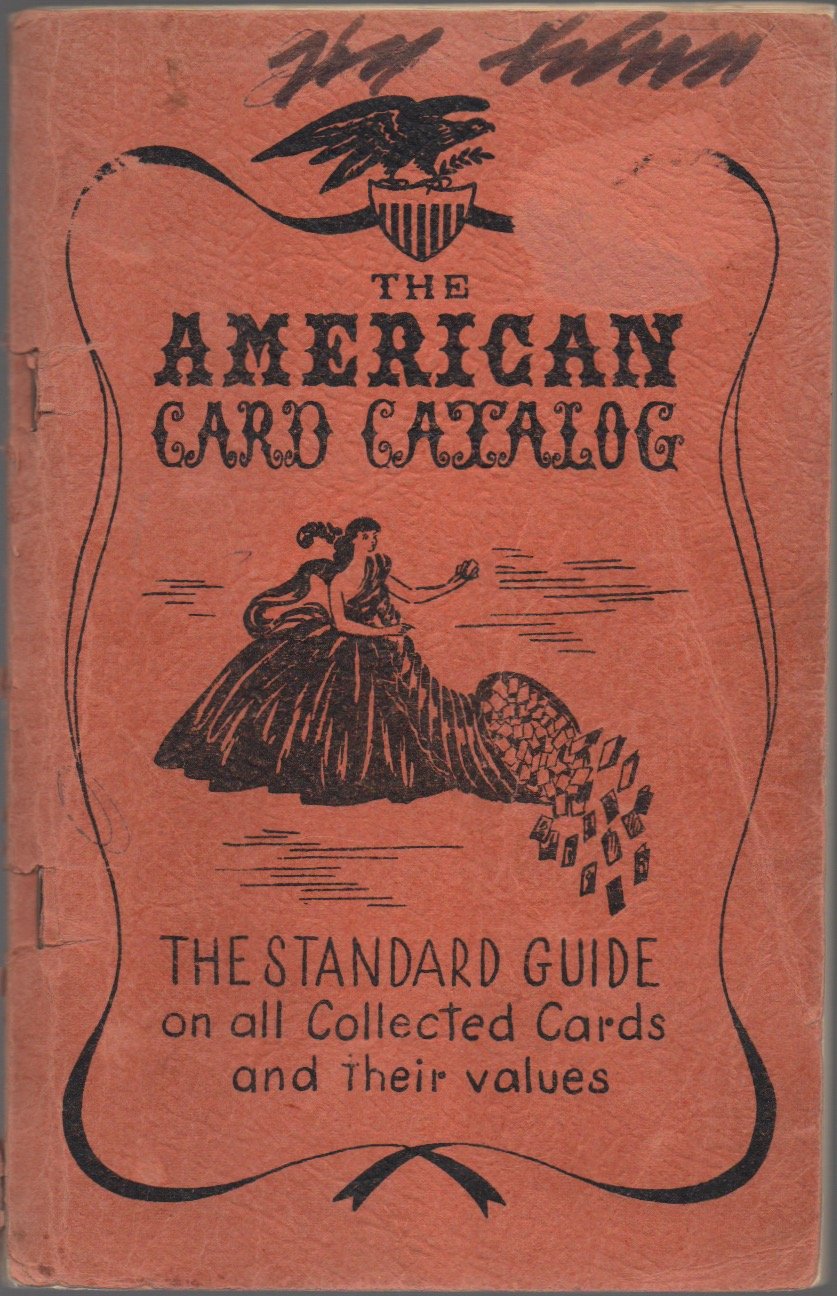 THE
AMERICAN
CARD CATALOG
THE STANDARD GUIDE
on all Collected Cards
and Their values